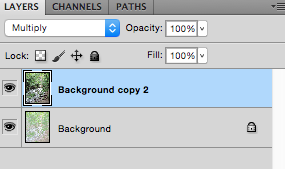 LAYERS CHANNELS PATHS
Multiply Opacity: 100%
Lock: Fill: 100%
Background copy 2
Background